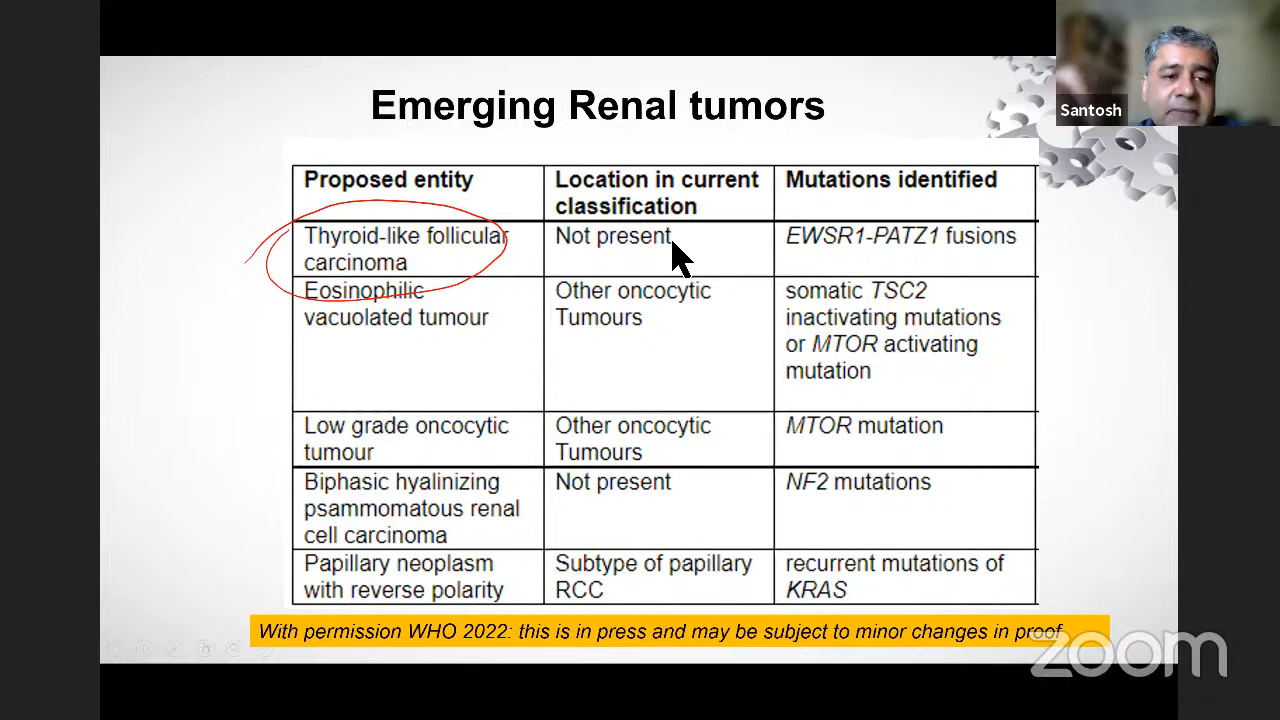 Santosh
Emerging Renal tumors
Proposed entity
Location in current
classification
Mutations identified
Thyroid-like follicular
carcinoma
Not present
EWSR1-PATZ1 fusions
Eosinophilic
vacuolated tumour
Other oncocytic
Tumours
somatic TSC2
inactivating mutations
or MTOR activating
mutation
Low grade oncocytic
tumour
Other oncocytic
Tumours
MTOR mutation
Biphasic hyalinizing
psammomatous renal
cell carcinoma
Not present
NF2 mutations
Papillary neoplasm
with reverse polarity
Subtype of papillary
RCC
recurrent mutations of
KRAS
With permission WHO 2022: this is in press and may be subject to minor changes in proof
zoom